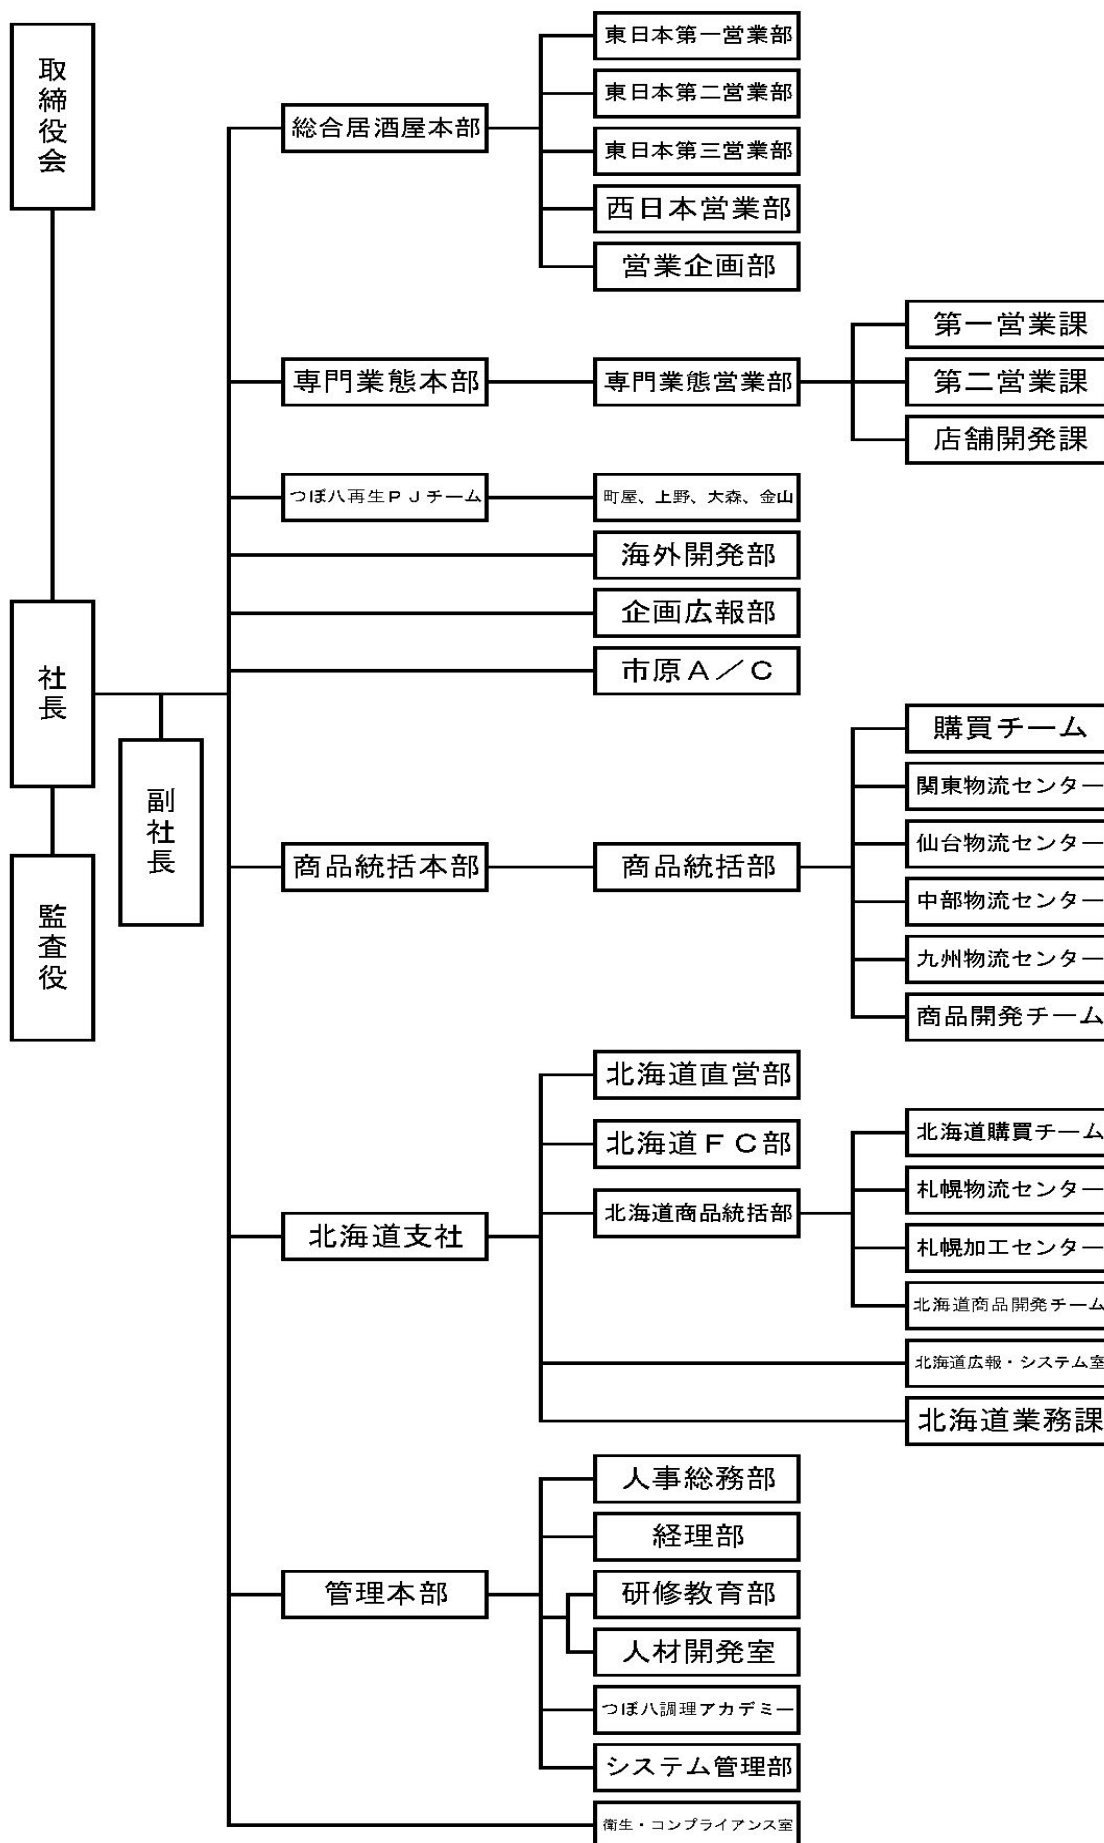 取締役会
社長
副社長
監査役
総合居酒屋本部
東日本第一営業部
東日本第二営業部
東日本第三営業部
西日本営業部
営業企画部
専門業態本部
専門業態営業部
第一営業課
第二営業課
店舗開発課
つぼ八再生PJチーム
町屋、上野、大森、金山
海外開発部
企画広報部
市原A/C
商品統括本部
商品統括部
購買チーム
関東物流センター
仙台物流センター
中部物流センター
九州物流センター
商品開発チーム
北海道支社
北海道直営部
北海道FC部
北海道商品統括部
北海道購買チーム
札幌物流センター
札幌加工センター
北海道商品開発チーム
北海道広報・システム室
北海道業務課
管理本部
人事総務部
経理部
研修教育部
人材開発室
つぼ八調理アカデミー
システム管理部
衛生・コンプライアンス室